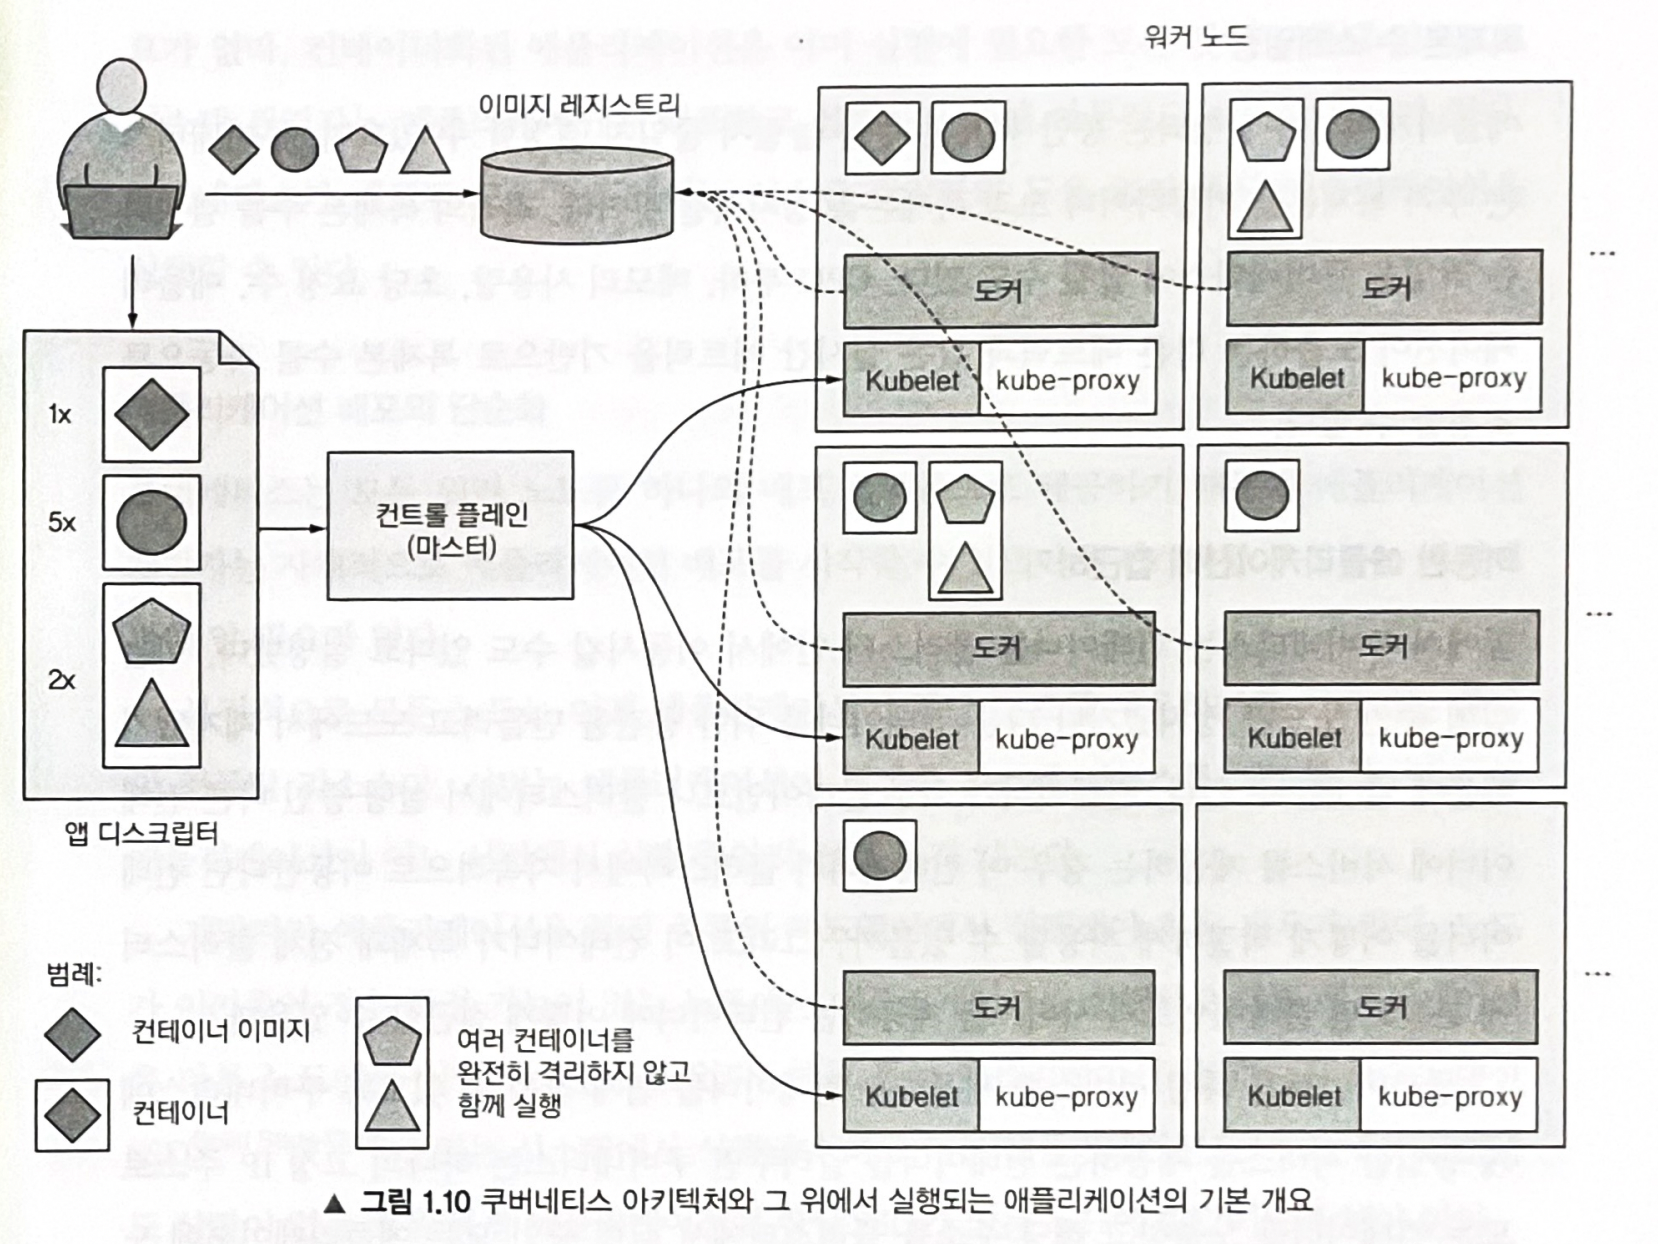 워커 노드
이미지 레지스트리
도커
도커
Kubelet
kube-proxy
Kubelet
kube-proxy
1x
5x
2x
컨트롤 플레인
(마스터)
도커
도커
Kubelet
kube-proxy
Kubelet
kube-proxy
앱 디스크립터
도커
도커
Kubelet
kube-proxy
Kubelet
kube-proxy
...
...
...
범례:
컨테이너 이미지
컨테이너
여러 컨테이너를
완전히 격리하지 않고
함께 실행
▲ 그림 1.10 쿠버네티스 아키텍처와 그 위에서 실행되는 애플리케이션의 기본 개요